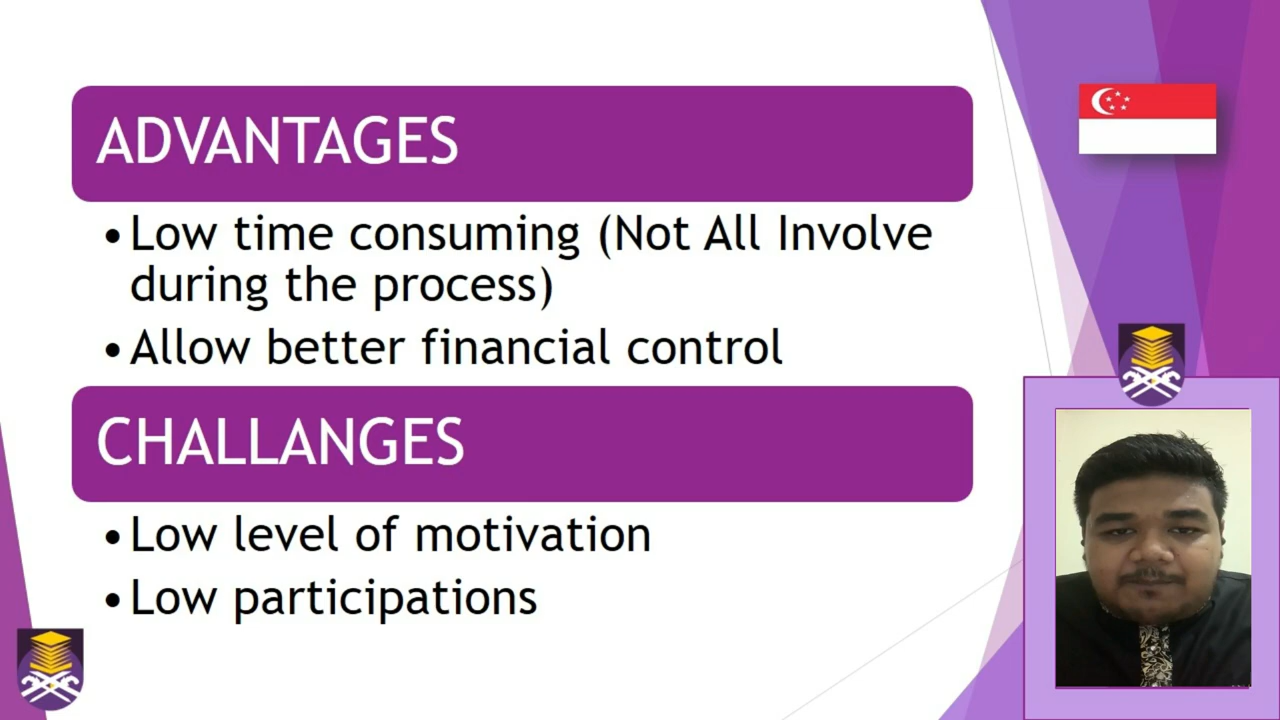 ADVANTAGES
•Low time consuming (Not All Involve
during the process)
•Allow better financial control
CHALLANGES
•Low level of motivation
•Low participations